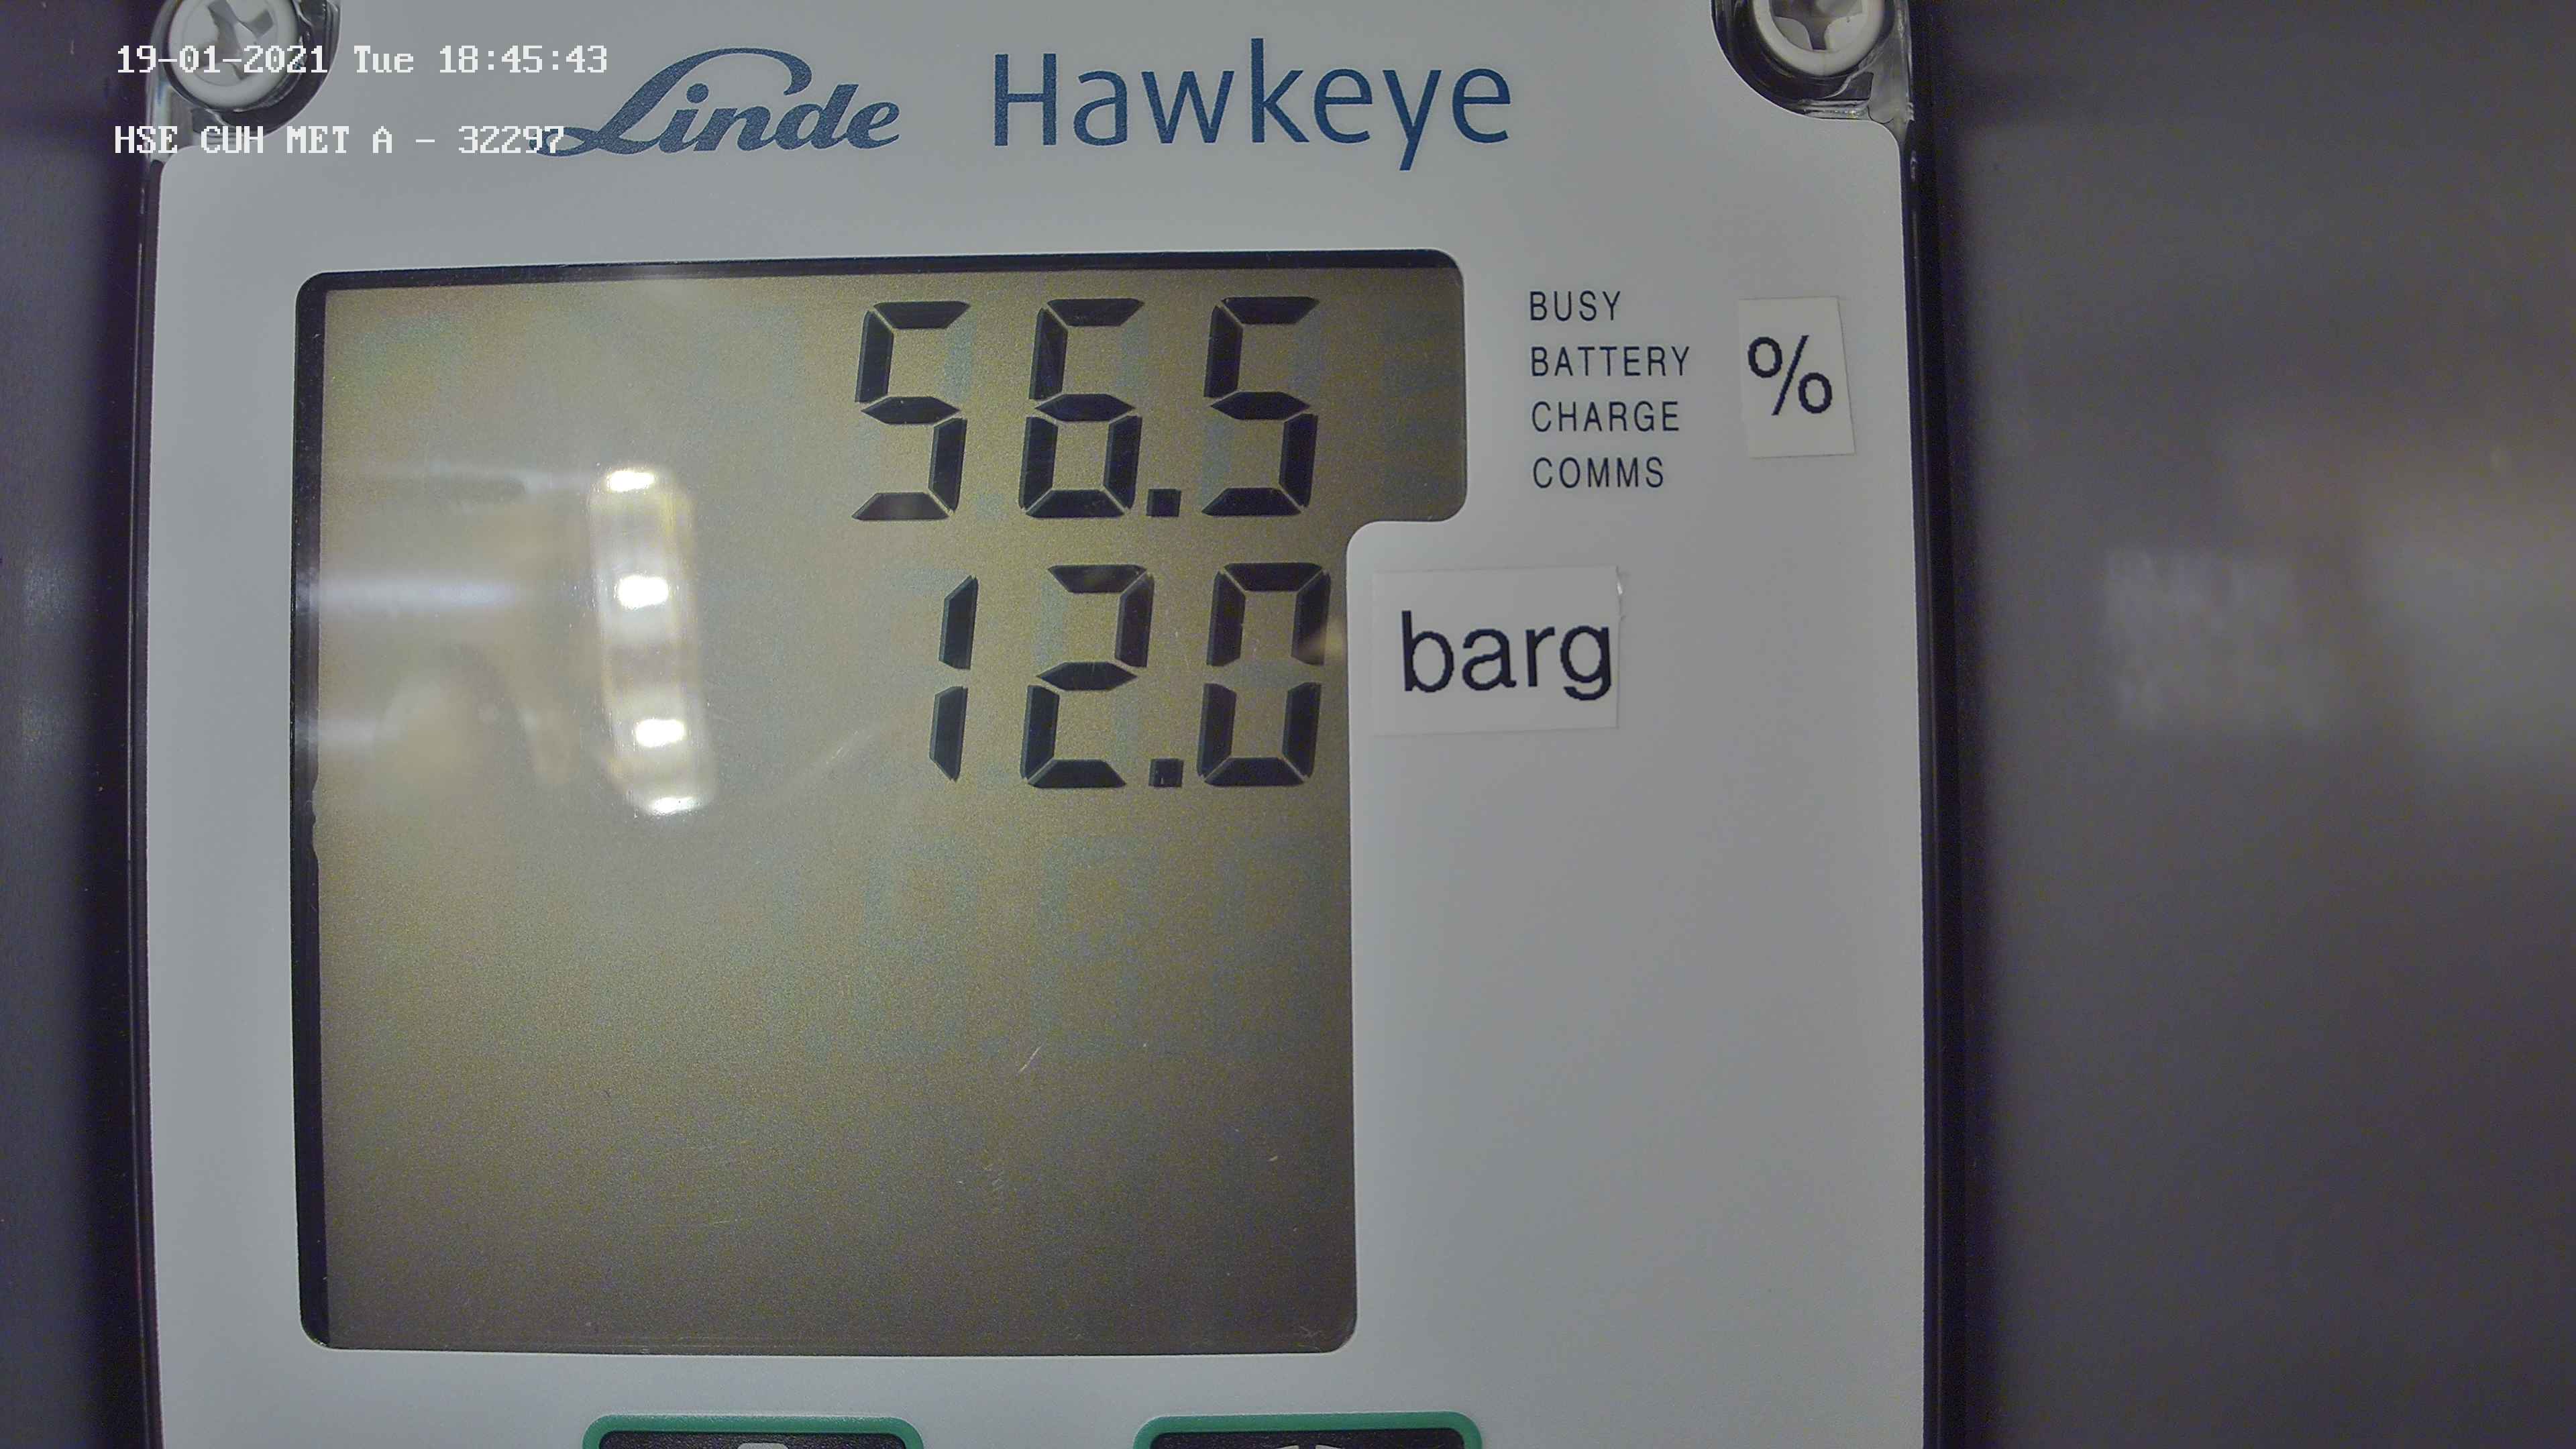 19-01-2021 Tue 18:45:43
Linde Hawkeye
HSE CUH MET A - 32297
56.5
BUSY
BATTERY
CHARGE
COMMS
%
12.0
barg